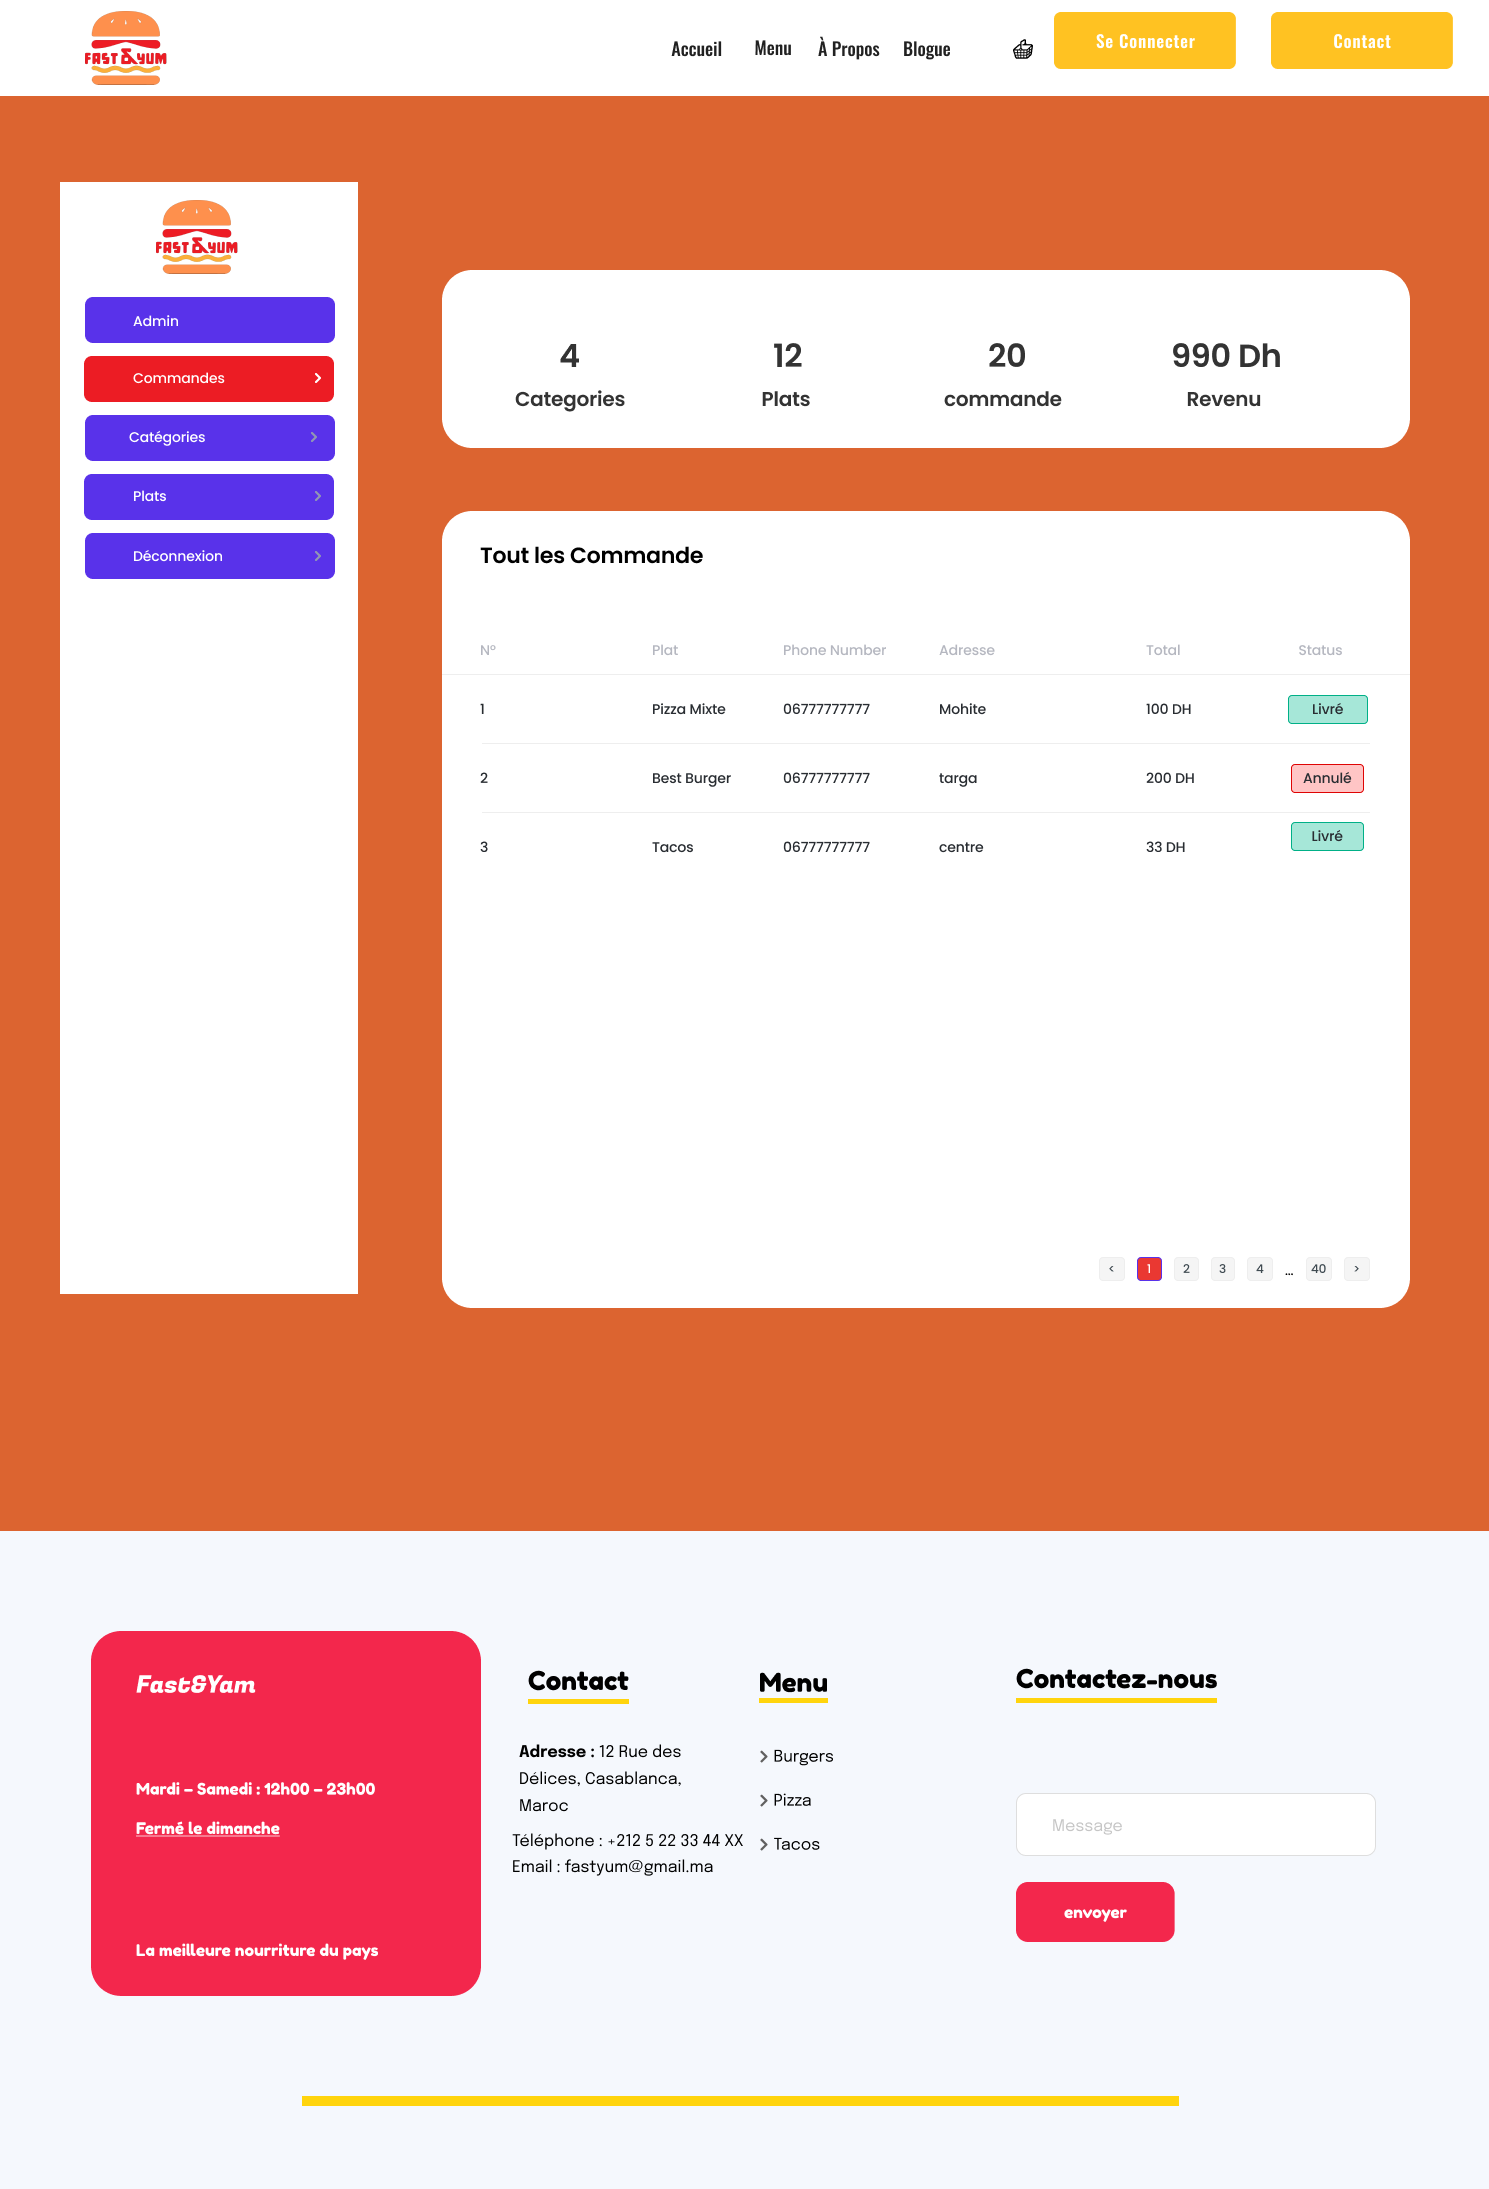 FAST & YUM
Accueil
Menu
À Propos
Blogue
Se Connecter
Contact
FAST & YUM
Admin
Commandes
Catégories
Plats
Déconnexion
4
12
20
990 Dh
Categories
Plats
commande
Revenu
Tout les Commande
N° Plat Phone Number Adresse Total Status
1 Pizza Mixte 06777777777 Mohite 100 DH Livré
2 Best Burger 06777777777 targa 200 DH Annulé
3 Tacos 06777777777 centre 33 DH Livré
< 1 2 3 4 ... 40 >
Fast&Yam
Mardi – Samedi : 12h00 – 23h00
Fermé le dimanche
La meilleure nourriture du pays
Contact
Adresse : 12 Rue des
Délices, Casablanca,
Maroc
Téléphone : +212 5 22 33 44 XX
Email : fastyum@gmail.ma
Menu
Burgers
Pizza
Tacos
Contactez-nous
Message
envoyer